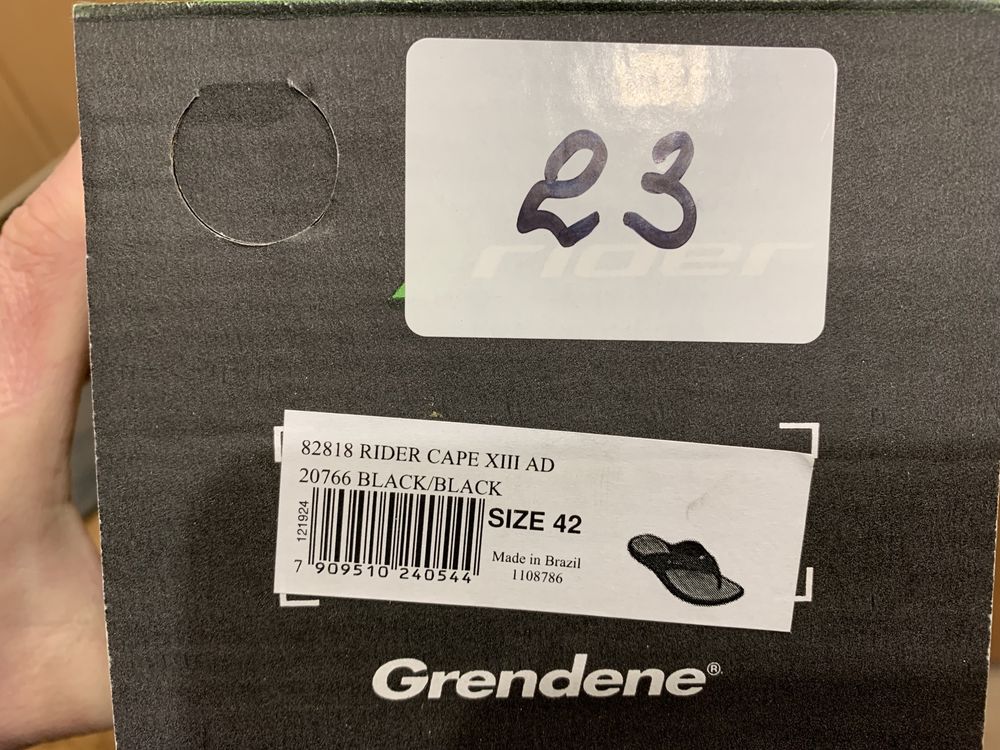 23
rider
82818 RIDER CAPE XIII AD
20766 BLACK/BLACK
121924
SIZE 42
Made in Brazil
1108786
7 909510 240544
Grendene®